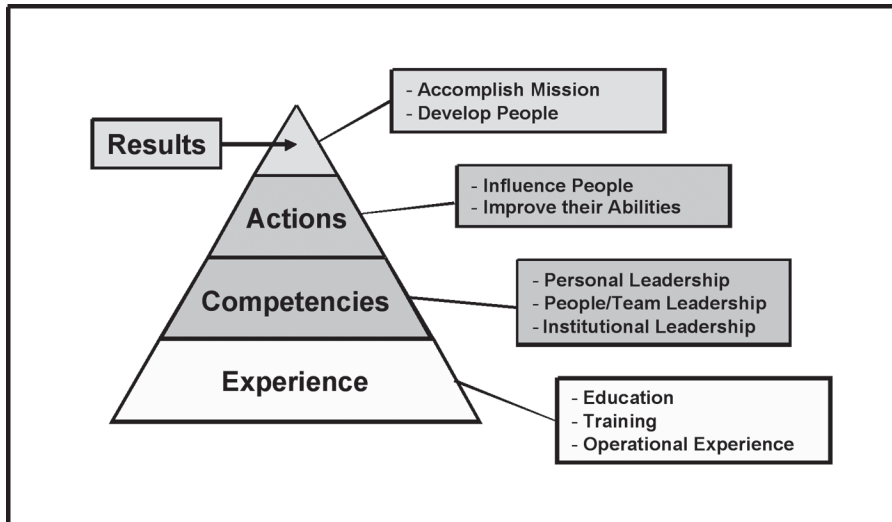 - Accomplish Mission
- Develop People
Results
- Influence People
- Improve their Abilities
Actions
- Personal Leadership
- People/Team Leadership
- Institutional Leadership
Competencies
Experience
- Education
- Training
- Operational Experience